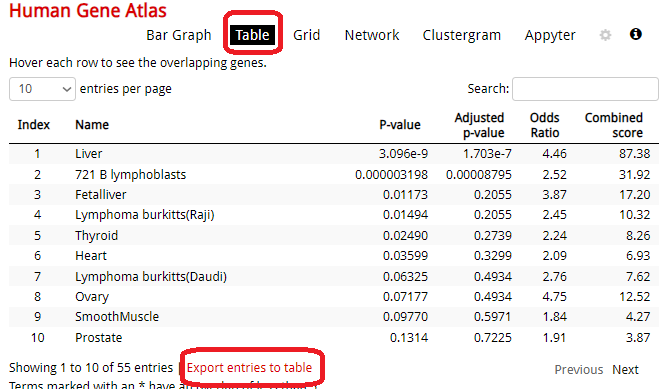 Human Gene Atlas
Bar Graph Table Grid Network Clustergram Appyter
Hover each row to see the overlapping genes.
10 entries per page Search:
Index Name P-value Adjusted p-value Odds Ratio Combined score
1 Liver 3.096e-9 1.703e-7 4.46 87.38
2 721 B lymphoblasts 0.000003198 0.00008795 2.52 31.92
3 Fetalliver 0.01173 0.2055 3.87 17.20
4 Lymphoma burkitts(Raji) 0.01494 0.2055 2.45 10.32
5 Thyroid 0.02490 0.2739 2.24 8.26
6 Heart 0.03599 0.3299 2.09 6.93
7 Lymphoma burkitts(Daudi) 0.06325 0.4934 2.76 7.62
8 Ovary 0.07177 0.4934 4.75 12.52
9 SmoothMuscle 0.09770 0.5971 1.84 4.27
10 Prostate 0.1314 0.7225 1.91 3.87
Showing 1 to 10 of 55 entries | Export entries to table Previous Next
Terms marked with an * have an